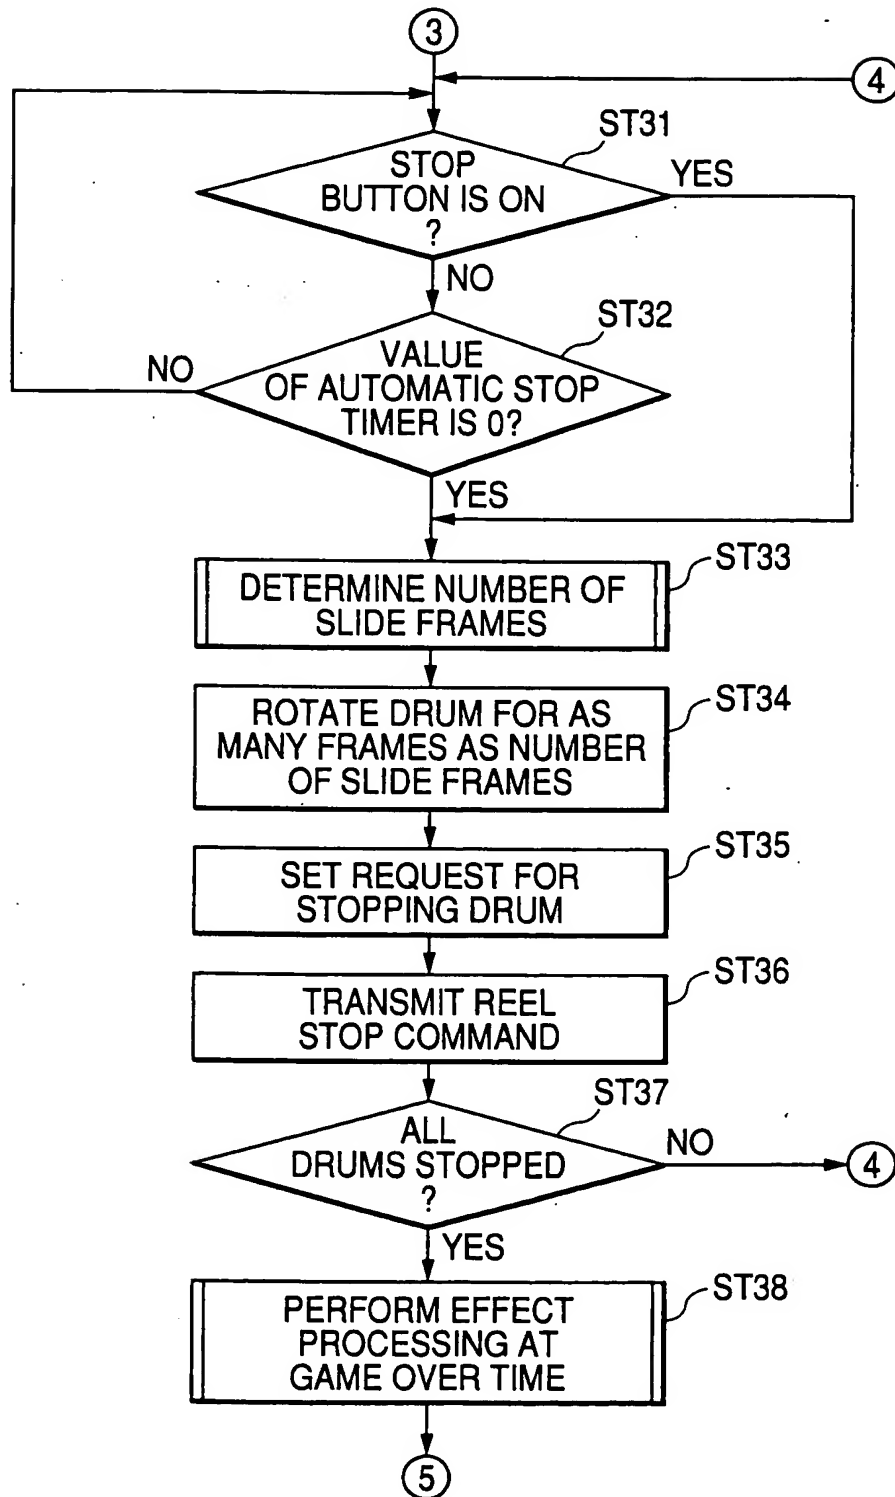 3
4
ST31
STOP
BUTTON IS ON
?
YES
NO
ST32
VALUE
OF AUTOMATIC STOP
TIMER IS 0?
NO
YES
ST33
DETERMINE NUMBER OF
SLIDE FRAMES
ST34
ROTATE DRUM FOR AS
MANY FRAMES AS NUMBER
OF SLIDE FRAMES
ST35
SET REQUEST FOR
STOPPING DRUM
ST36
TRANSMIT REEL
STOP COMMAND
ST37
ALL
DRUMS STOPPED
?
NO
4
YES
ST38
PERFORM EFFECT
PROCESSING AT
GAME OVER TIME
5